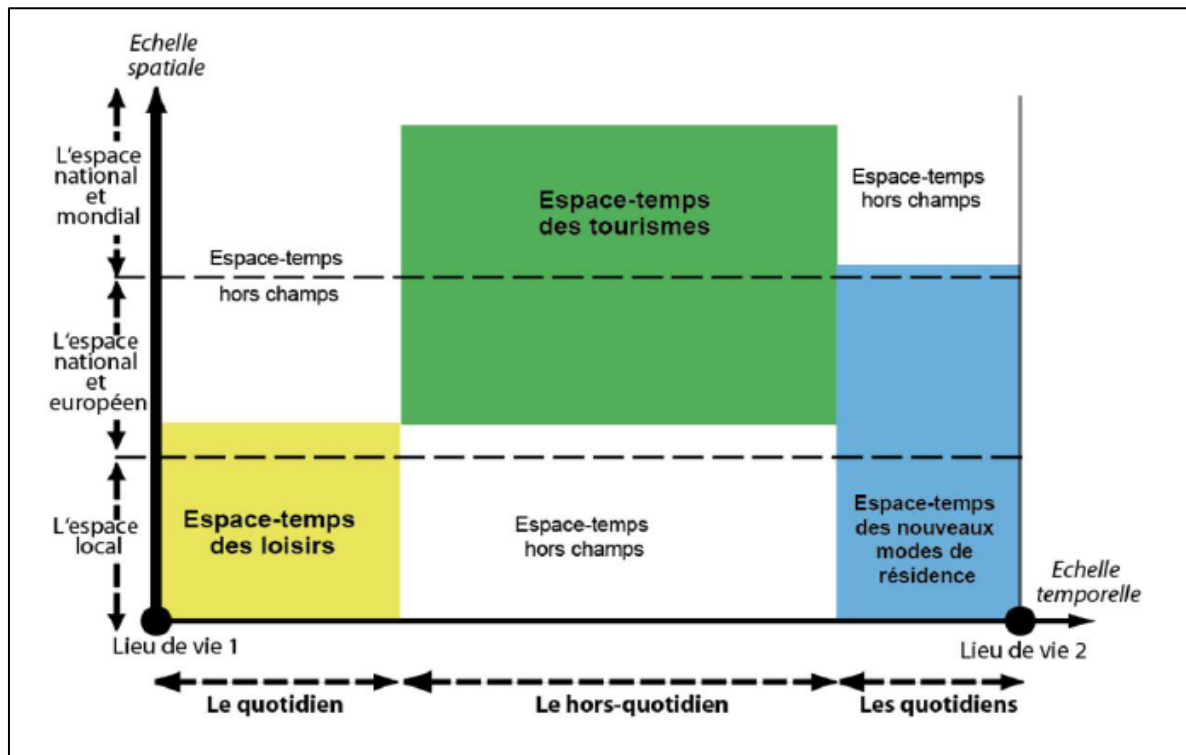 Echelle
spatiale
L'espace
national
et
mondial
Espace-temps
des tourismes
Espace-temps
hors champs
Espace-temps
hors champs
L'espace
national
et
européen
L'espace
local
Espace-temps
des loisirs
Espace-temps
hors champs
Espace-temps
des nouveaux
modes de
résidence
Echelle
temporelle
Lieu de vie 1
Lieu de vie 2
Le quotidien
Le hors-quotidien
Les quotidiens